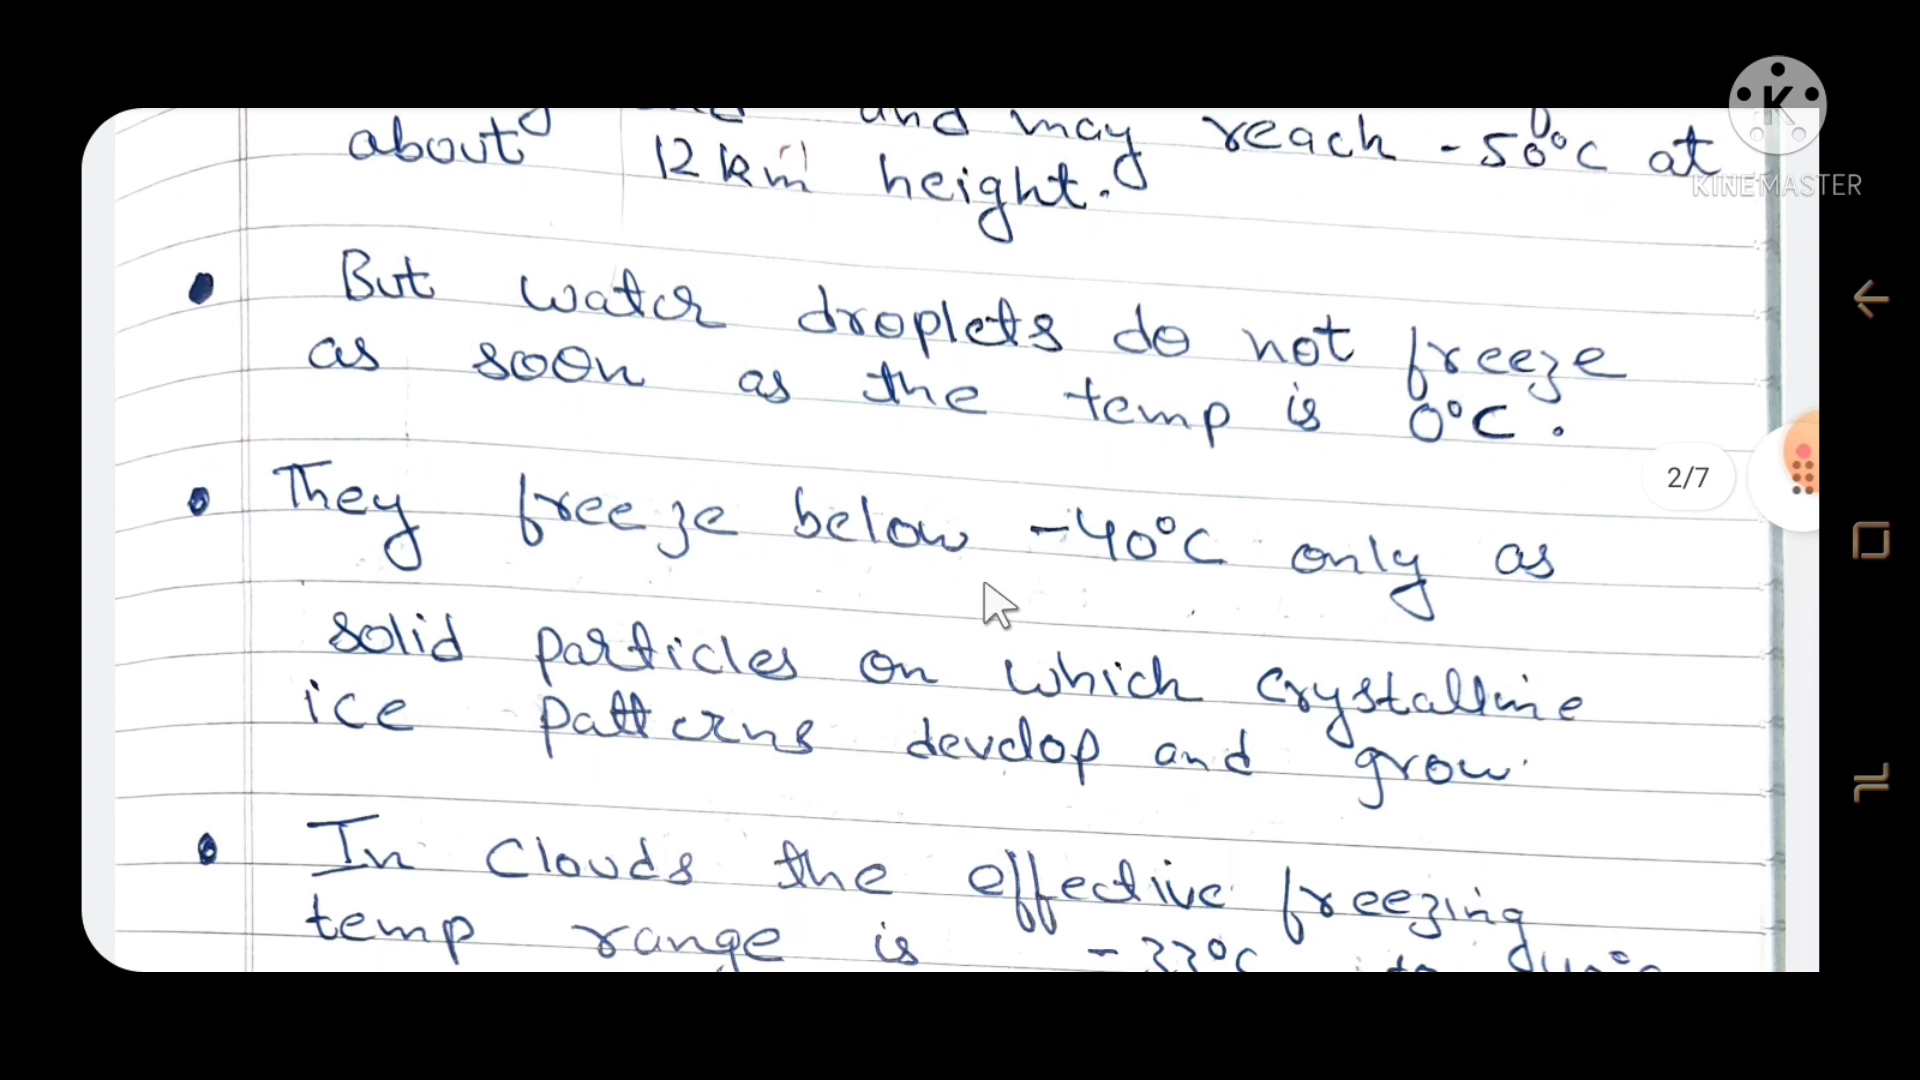 and may reach -50°C at
about 12 km height.
But water droplets do not freeze
as soon as the temp is 0°C.
They freeze below -40°C only as
solid particles on which crystalline
ice patterns develop and grow.
In Clouds the effective freezing
temp range is
K
KINEMASTER
2/7